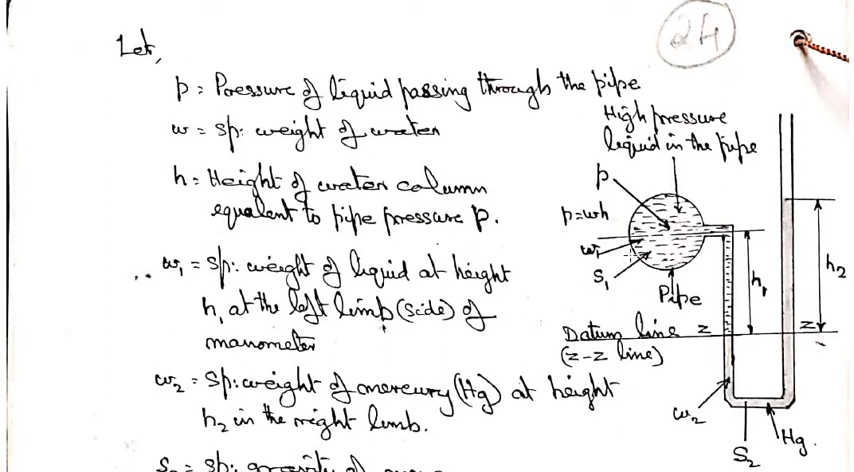 24
Let,
p = Pressure of liquid passing through the pipe
w = sp: weight of water
h = Height of water column
equalent to pipe pressure p.
w₁ = sp: weight of liquid at height
h₁ at the left limb (side) of
manometer
w₂ = sp: weight of mercury (Hg) at height
h₂ in the right limb.
High pressure
liquid in the pipe
p
p=wh
w₁
S₁
Pipe
h₁
h₂
Datum line z
z
(z-z line)
w₂
S₂
Hg.